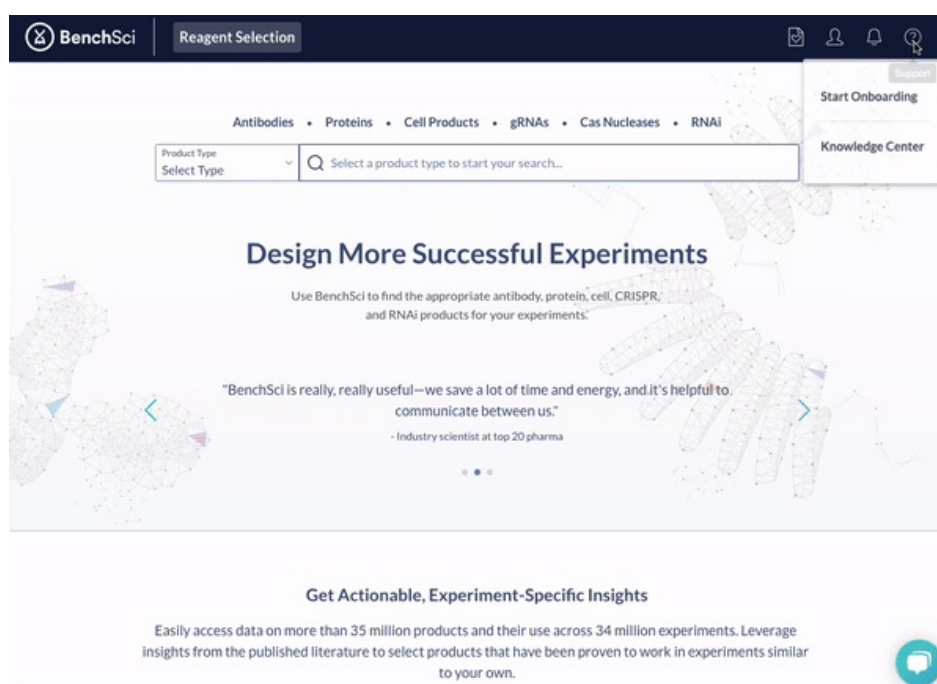 BenchSci
Reagent Selection
Support
Start Onboarding
Knowledge Center
Antibodies • Proteins • Cell Products • gRNAs • Cas Nucleases • RNAi
Product Type
Select Type
Select a product type to start your search...
Design More Successful Experiments
Use BenchSci to find the appropriate antibody, protein, cell, CRISPR,
and RNAi products for your experiments.
"BenchSci is really, really useful—we save a lot of time and energy, and it's helpful to
communicate between us."
- Industry scientist at top 20 pharma
Get Actionable, Experiment-Specific Insights
Easily access data on more than 35 million products and their use across 34 million experiments. Leverage
insights from the published literature to select products that have been proven to work in experiments similar
to your own.